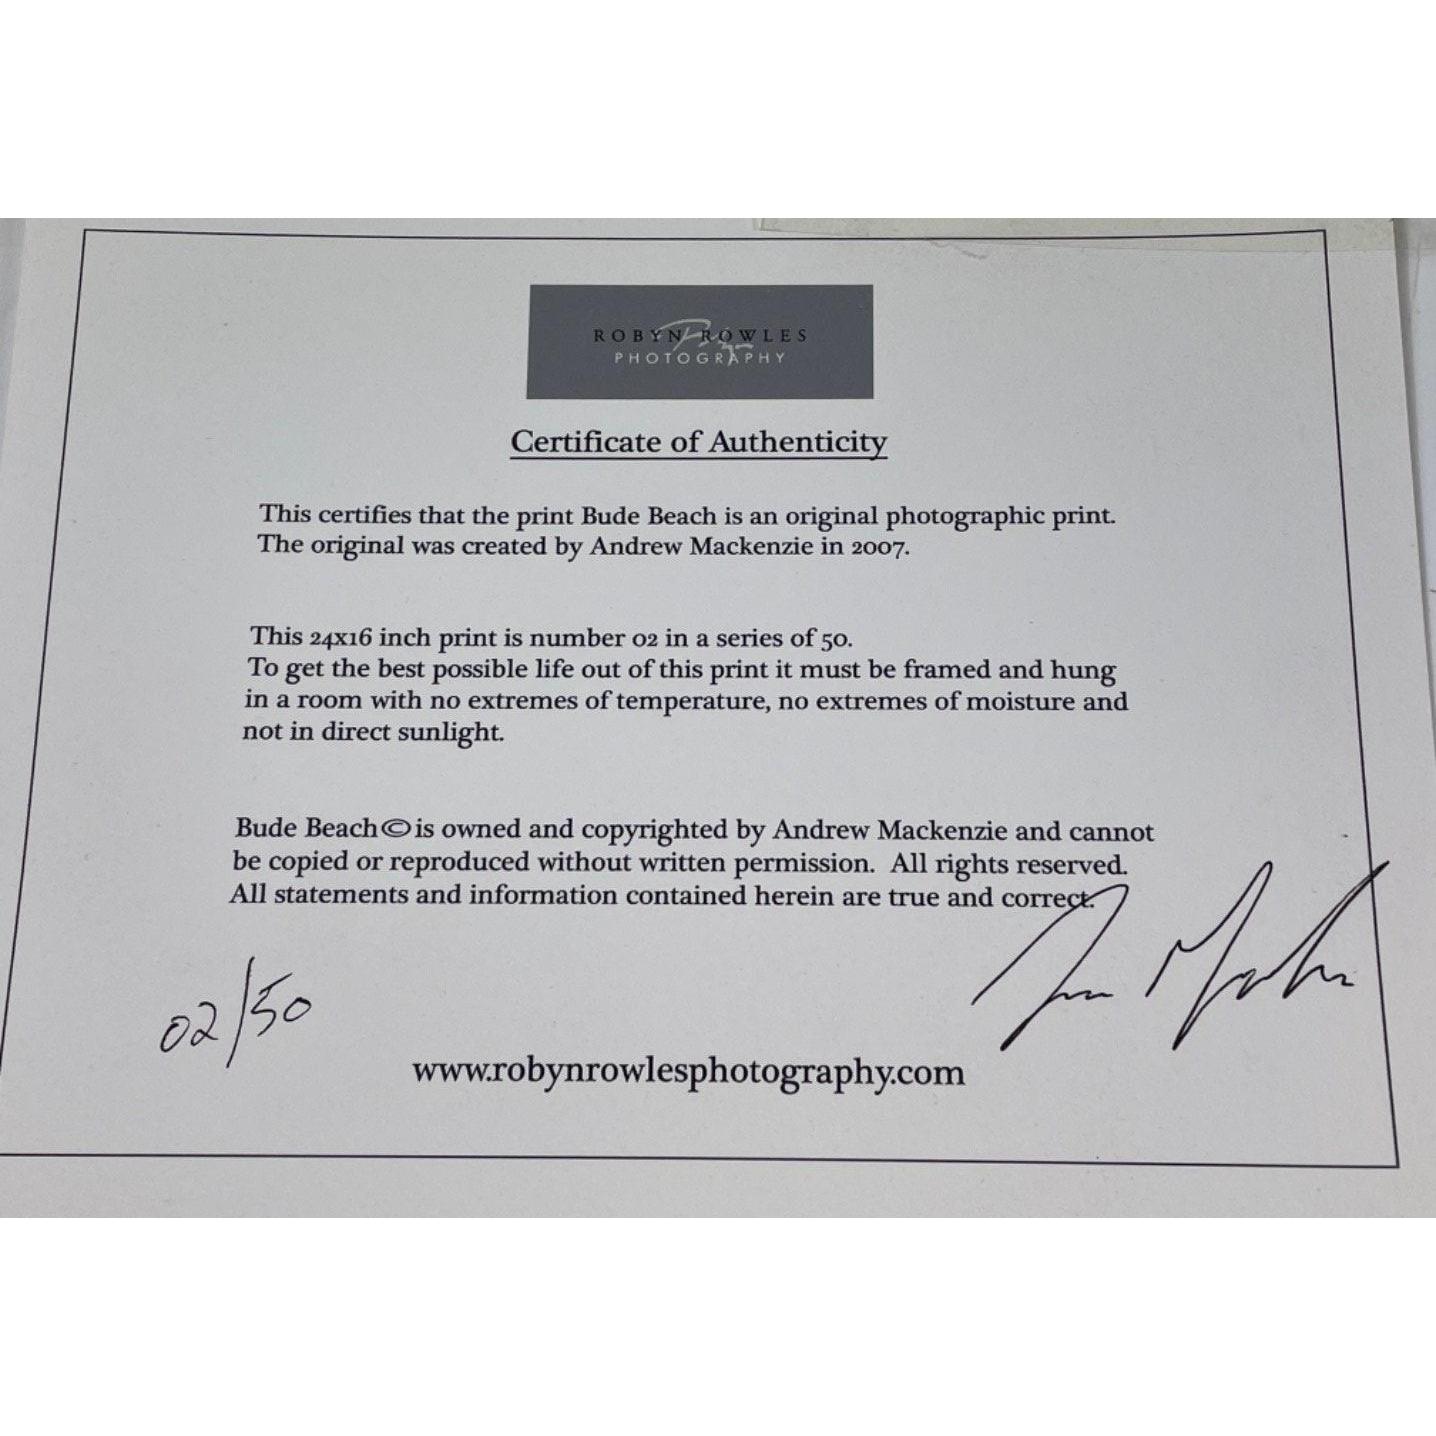 ROBYN ROWLES
PHOTOGRAPHY
Certificate of Authenticity
This certifies that the print Bude Beach is an original photographic print.
The original was created by Andrew Mackenzie in 2007.
This 24x16 inch print is number 02 in a series of 50.
To get the best possible life out of this print it must be framed and hung
in a room with no extremes of temperature, no extremes of moisture and
not in direct sunlight.
Bude Beach© is owned and copyrighted by Andrew Mackenzie and cannot
be copied or reproduced without written permission. All rights reserved.
All statements and information contained herein are true and correct.
02/50
www.robynrowlesphotography.com